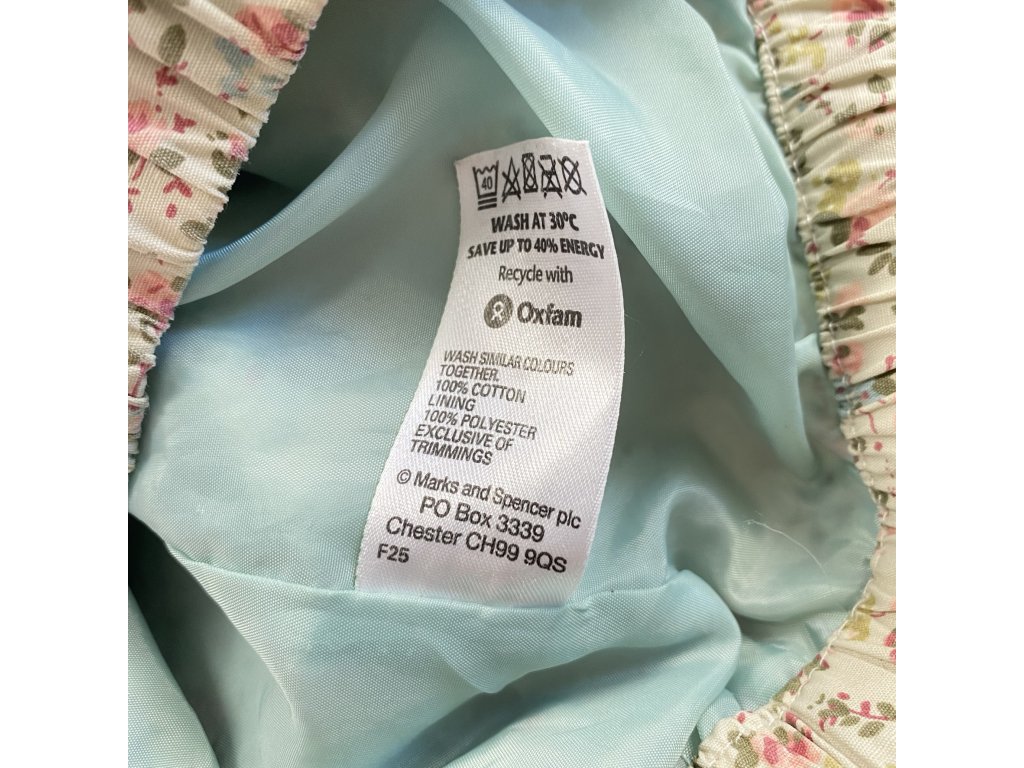 40
WASH AT 30°C
SAVE UP TO 40% ENERGY
Recycle with
Oxfam
WASH SIMILAR COLOURS
TOGETHER.
100% COTTON
LINING
100% POLYESTER
EXCLUSIVE OF
TRIMMINGS
© Marks and Spencer plc
PO Box 3339
Chester CH99 9QS
F25